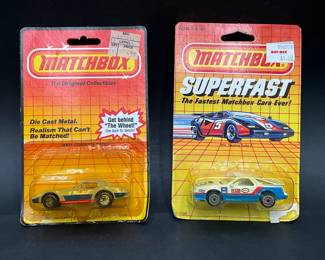 MATCHBOX
The Original Collectibles
Die Cast Metal.
Realism That Can't
Be Matched!
Get behind
"The Wheel!"
MATCHBOX
SUPERFAST
The Fastest Matchbox Cars Ever!